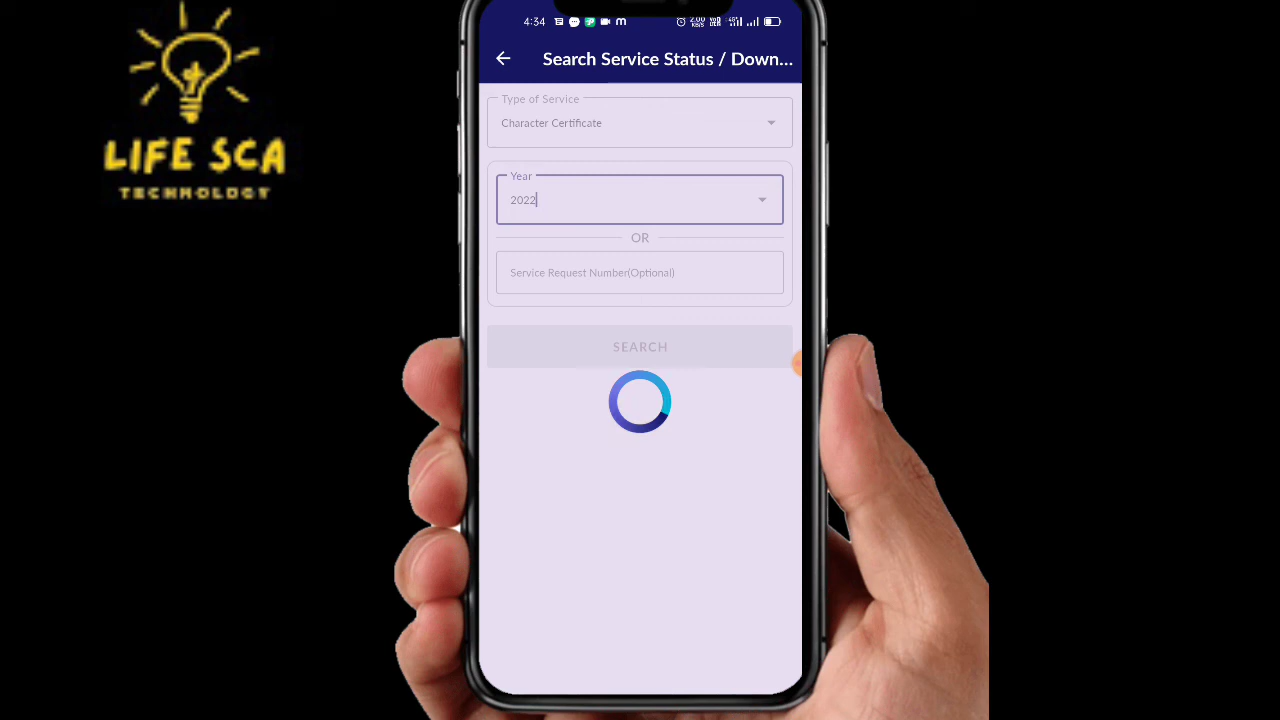 LIFE SCA
TECHNOLOGY
4:34
Search Service Status / Down...
Type of Service
Character Certificate
Year
2022
OR
Service Request Number(Optional)
SEARCH